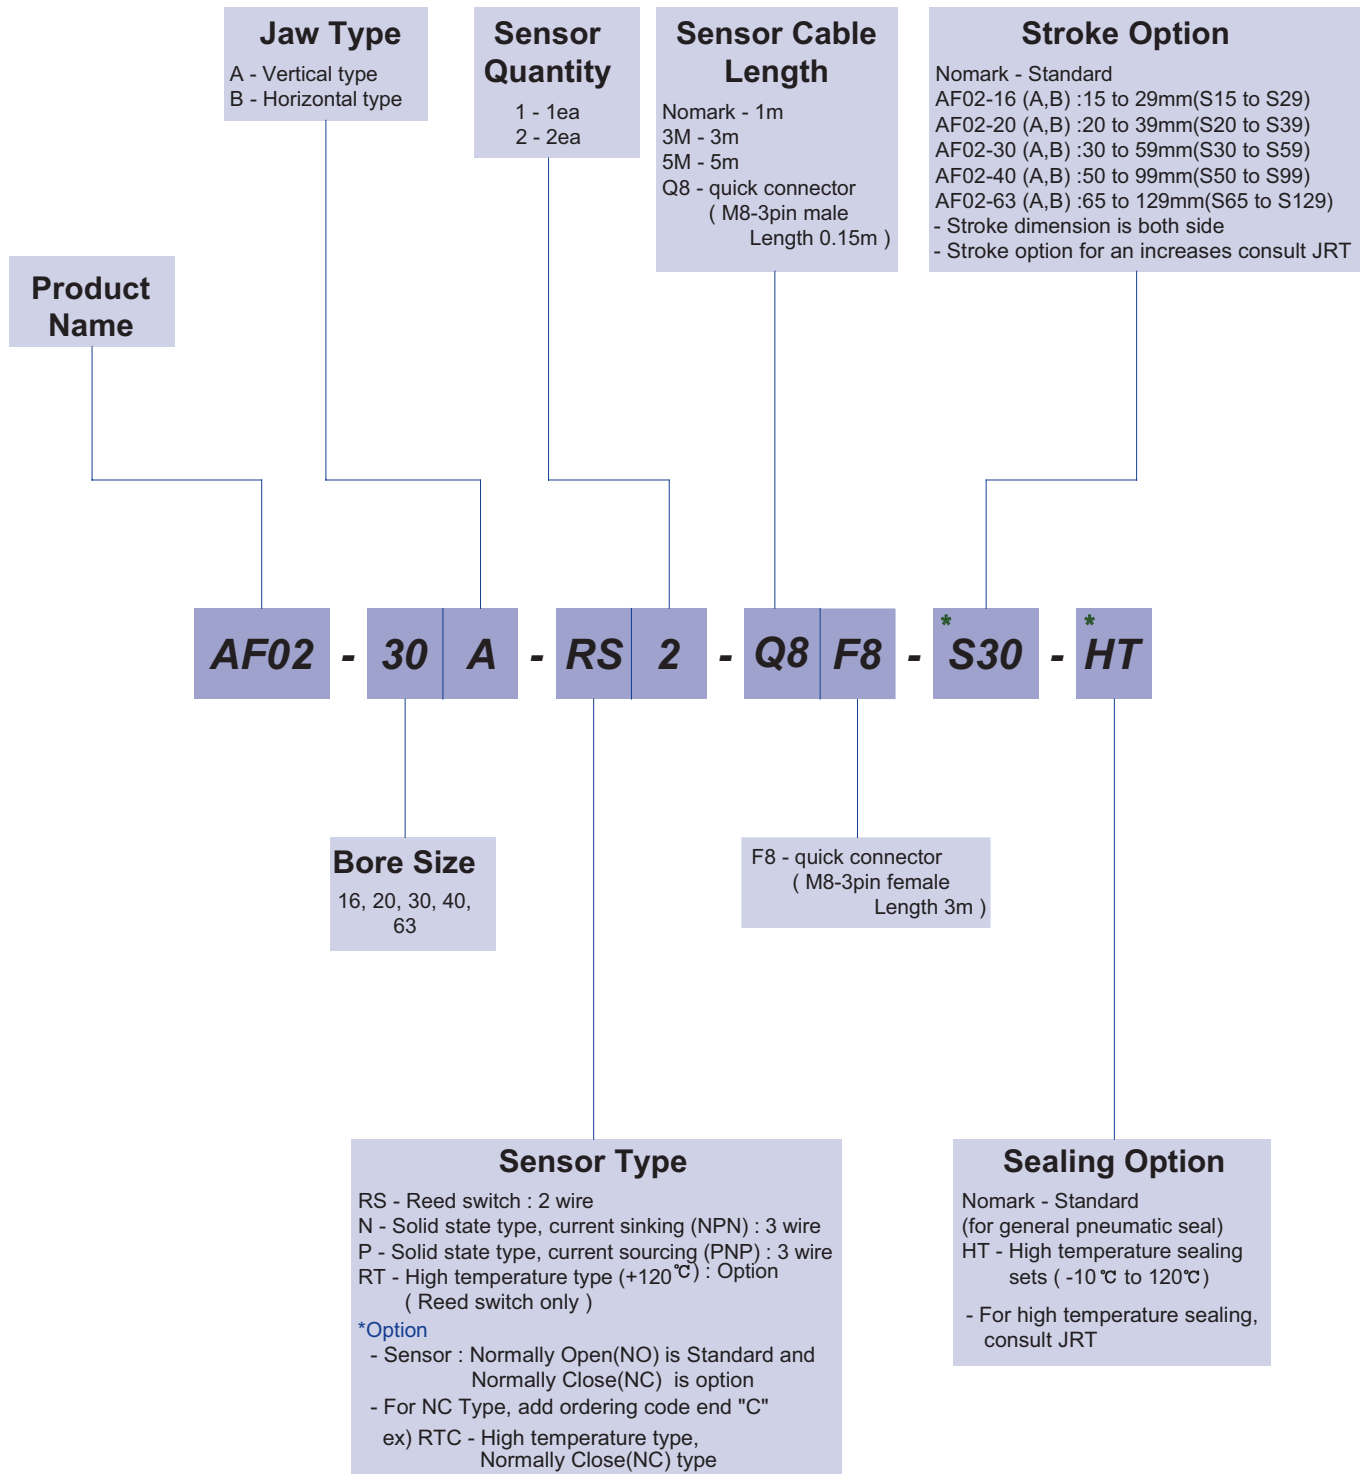 Jaw Type
A - Vertical type
B - Horizontal type
Sensor
Quantity
1 - 1ea
2 - 2ea
Sensor Cable
Length
Nomark - 1m
3M - 3m
5M - 5m
Q8 - quick connector
( M8-3pin male
Length 0.15m )
Stroke Option
Nomark - Standard
AF02-16 (A,B) :15 to 29mm(S15 to S29)
AF02-20 (A,B) :20 to 39mm(S20 to S39)
AF02-30 (A,B) :30 to 59mm(S30 to S59)
AF02-40 (A,B) :50 to 99mm(S50 to S99)
AF02-63 (A,B) :65 to 129mm(S65 to S129)
- Stroke dimension is both side
- Stroke option for an increases consult JRT
Product
Name
AF02 - 30 A - RS 2 - Q8 F8 - *S30 - *HT
Bore Size
16, 20, 30, 40,
63
F8 - quick connector
( M8-3pin female
Length 3m )
Sensor Type
RS - Reed switch : 2 wire
N - Solid state type, current sinking (NPN) : 3 wire
P - Solid state type, current sourcing (PNP) : 3 wire
RT - High temperature type (+120℃) : Option
( Reed switch only )
*Option
- Sensor : Normally Open(NO) is Standard and
Normally Close(NC) is option
- For NC Type, add ordering code end "C"
ex) RTC - High temperature type,
Normally Close(NC) type
Sealing Option
Nomark - Standard
(for general pneumatic seal)
HT - High temperature sealing
sets ( -10℃ to 120℃)
- For high temperature sealing,
consult JRT